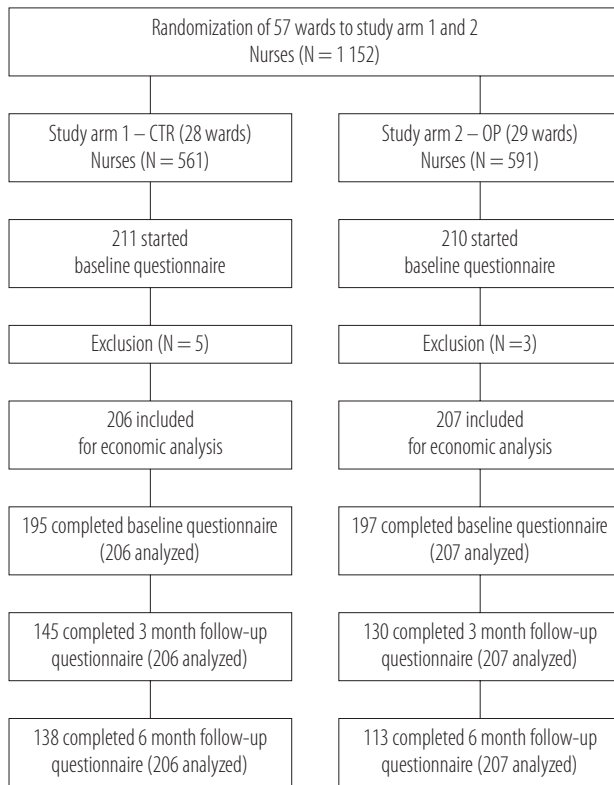 Randomization of 57 wards to study arm 1 and 2
Nurses (N = 1 152)
Study arm 1 – CTR (28 wards)
Nurses (N = 561)
Study arm 2 – OP (29 wards)
Nurses (N = 591)
211 started
baseline questionnaire
210 started
baseline questionnaire
Exclusion (N = 5)
Exclusion (N =3)
206 included
for economic analysis
207 included
for economic analysis
195 completed baseline questionnaire
(206 analyzed)
197 completed baseline questionnaire
(207 analyzed)
145 completed 3 month follow-up
questionnaire (206 analyzed)
130 completed 3 month follow-up
questionnaire (207 analyzed)
138 completed 6 month follow-up
questionnaire (206 analyzed)
113 completed 6 month follow-up
questionnaire (207 analyzed)